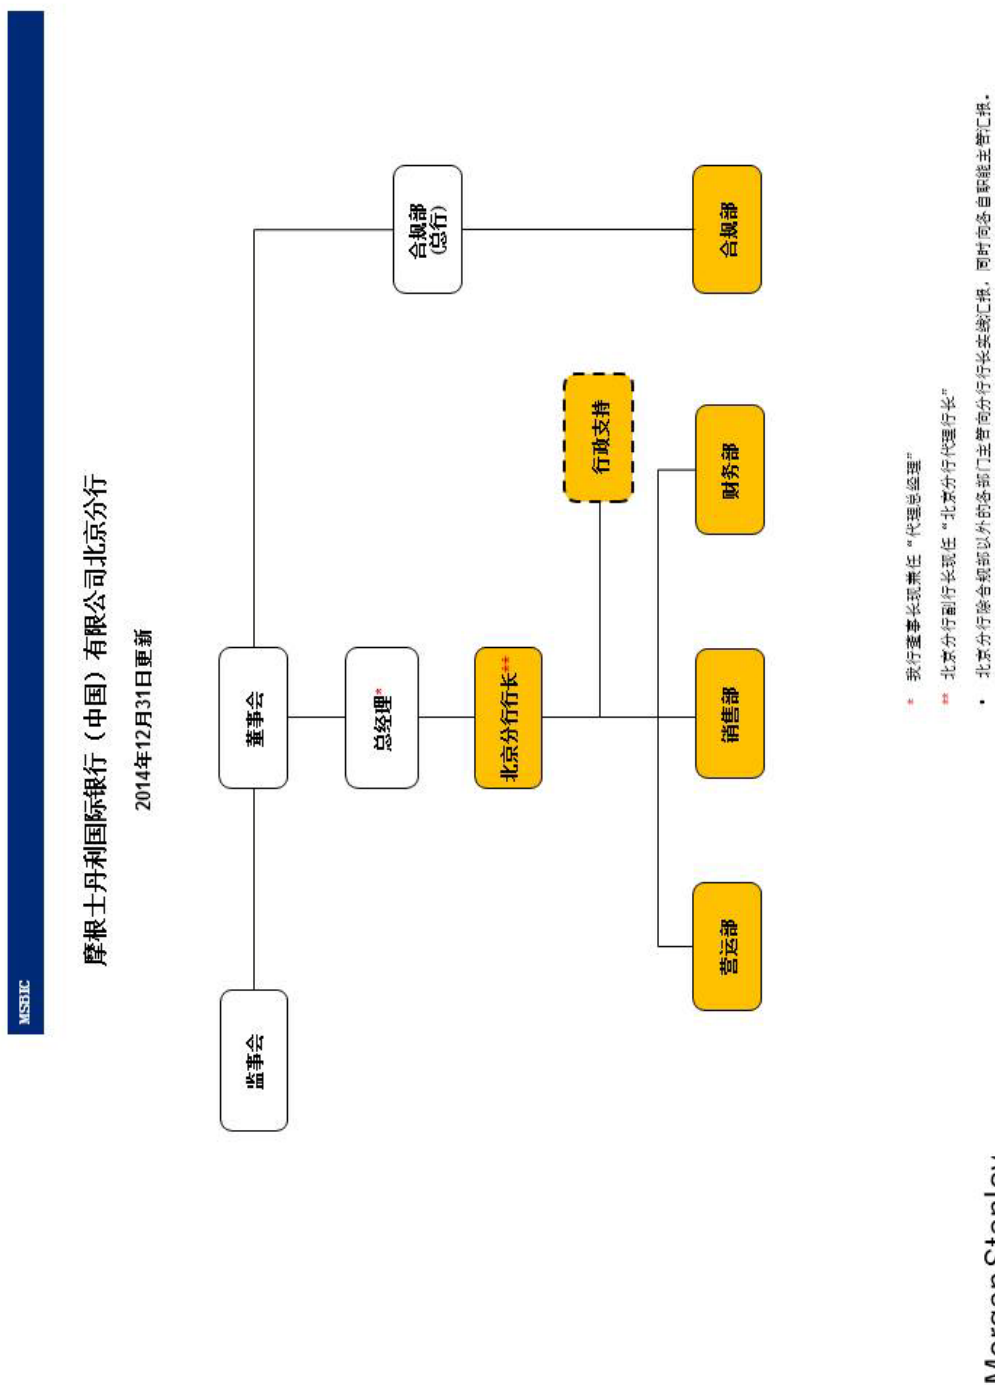 MSBIC
摩根士丹利国际银行（中国）有限公司北京分行
2014年12月31日更新
监事会
董事会
总经理*
合规部
(总行)
北京分行行长**
行政支持
营运部
销售部
财务部
合规部
* 我行董事长现兼任“代理总经理”
** 北京分行副行长现任“北京分行代理行长”
• 北京分行除合规部以外的各部门主管向分行行长实线汇报，同时向各自职能主管汇报。
Morgan Stanley